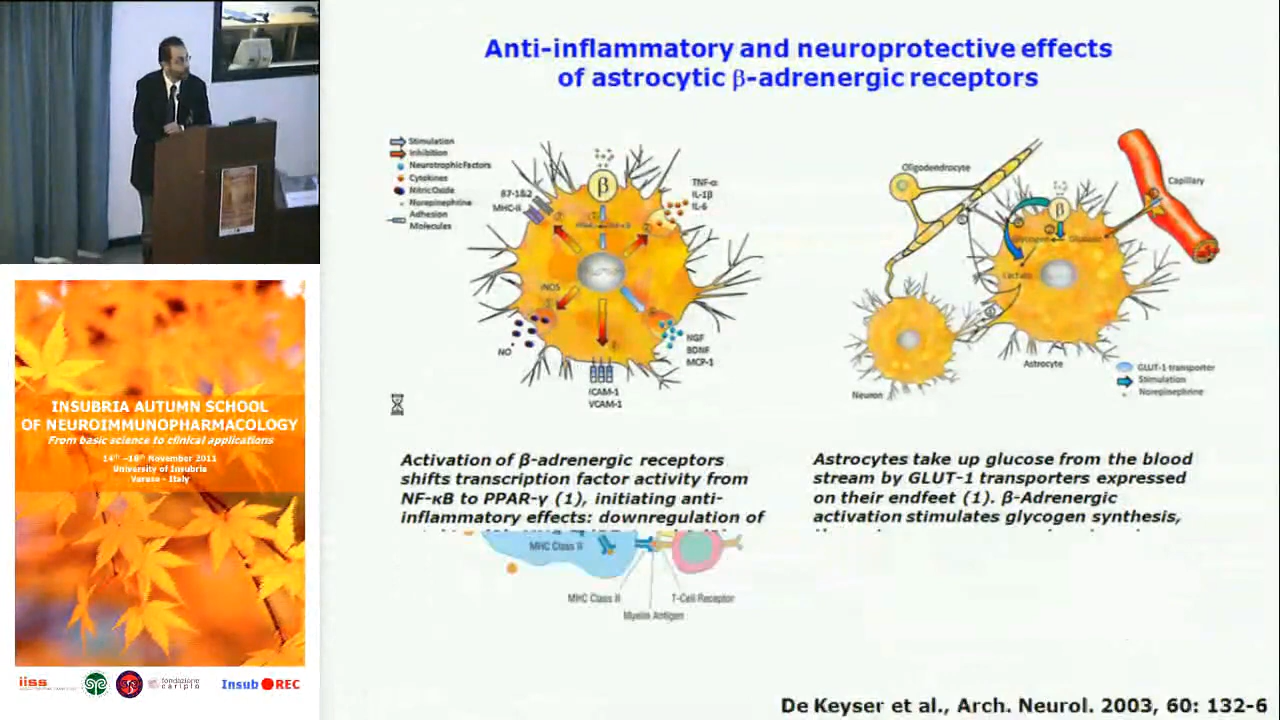 Anti-inflammatory and neuroprotective effects
of astrocytic β-adrenergic receptors
Stimulation
Inhibition
Neurotrophic Factors
Cytokines
Nitric Oxide
Norepinephrine
Adhesion
Molecules
B7-1&2
MHC-II
β
TNF-α
IL-1β
IL-6
iNOS
NO
NGF
BDNF
MCP-1
ICAM-1
VCAM-1
Oligodendrocyte
Capillary
β
Lactate
Astrocyte
Neuron
GLUT-1 transporter
Stimulation
Norepinephrine
Activation of β-adrenergic receptors
shifts transcription factor activity from
NF-κB to PPAR-γ (1), initiating anti-
inflammatory effects: downregulation of
Astrocytes take up glucose from the blood
stream by GLUT-1 transporters expressed
on their endfeet (1). β-Adrenergic
activation stimulates glycogen synthesis,
MHC Class II
MHC Class II
T-Cell Receptor
Myelin Antigen
De Keyser et al., Arch. Neurol. 2003, 60: 132-6
INSUBRIA AUTUMN SCHOOL
OF NEUROIMMUNOPHARMACOLOGY
From basic science to clinical applications
14th -18th November 2011
University of Insubria
Varese - Italy
iiss
fondazione
cariplo
Insub REC